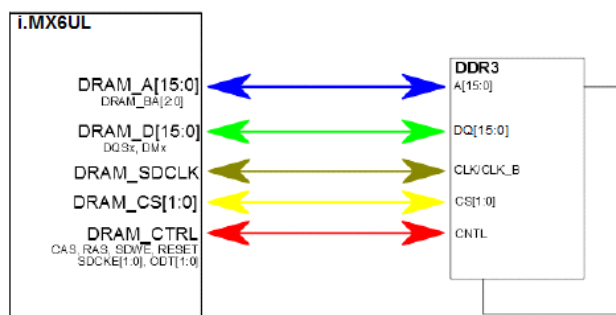 i.MX6UL
DRAM_A[15:0]
DRAM_BA[2:0]
DRAM_D[15:0]
DQSx, DMx
DRAM_SDCLK
DRAM_CS[1:0]
DRAM_CTRL
CAS, RAS, SDWE, RESET
SDCKE[1:0], ODT[1:0]
DDR3
A[15:0]
DQ[15:0]
CLK/CLK_B
CS[1:0]
CNTL